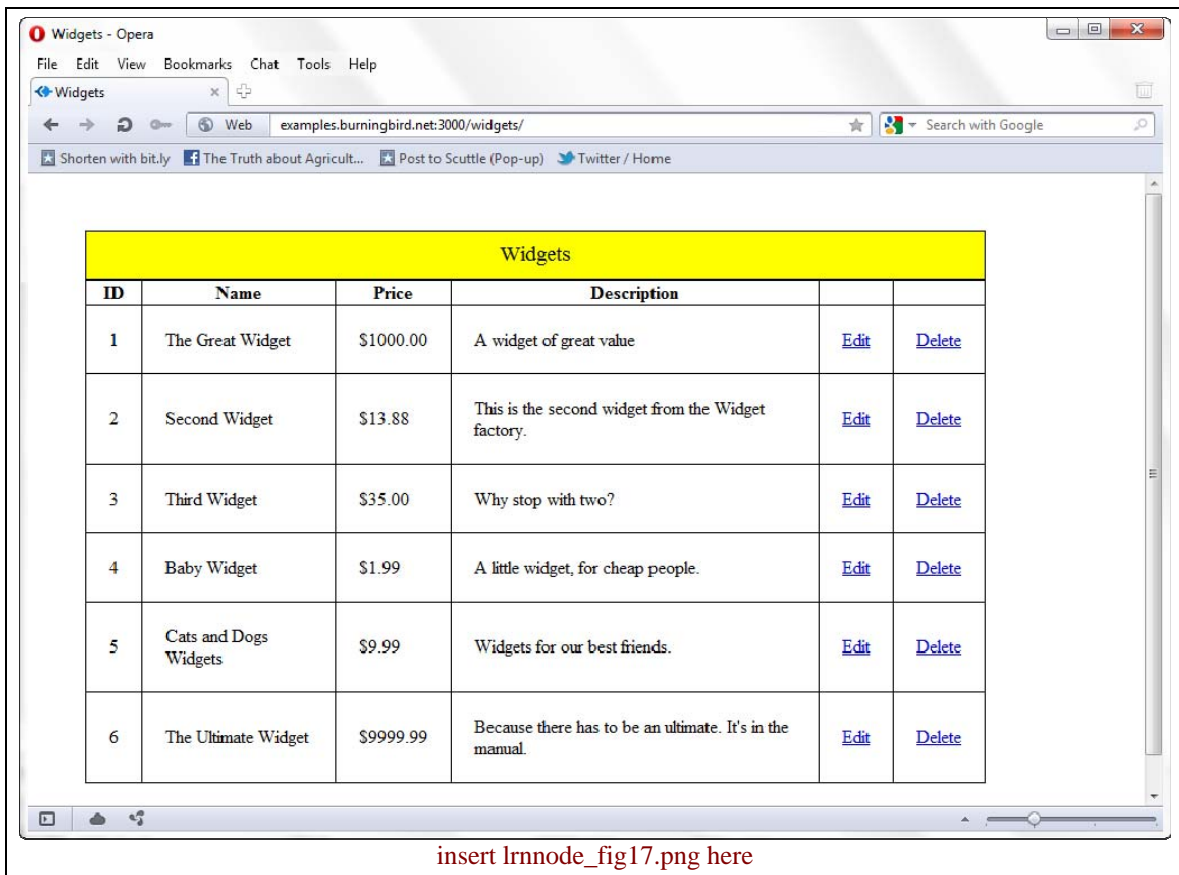 Widgets - Opera
File Edit View Bookmarks Chat Tools Help
Widgets
Web examples.burningbird.net:3000/widgets/ Search with Google
Shorten with bit.ly The Truth about Agricult... Post to Scuttle (Pop-up) Twitter / Home
Widgets
ID Name Price Description
1 The Great Widget $1000.00 A widget of great value Edit Delete
2 Second Widget $13.88 This is the second widget from the Widget factory. Edit Delete
3 Third Widget $35.00 Why stop with two? Edit Delete
4 Baby Widget $1.99 A little widget, for cheap people. Edit Delete
5 Cats and Dogs Widgets $9.99 Widgets for our best friends. Edit Delete
6 The Ultimate Widget $9999.99 Because there has to be an ultimate. It's in the manual. Edit Delete
insert lrnnode_fig17.png here